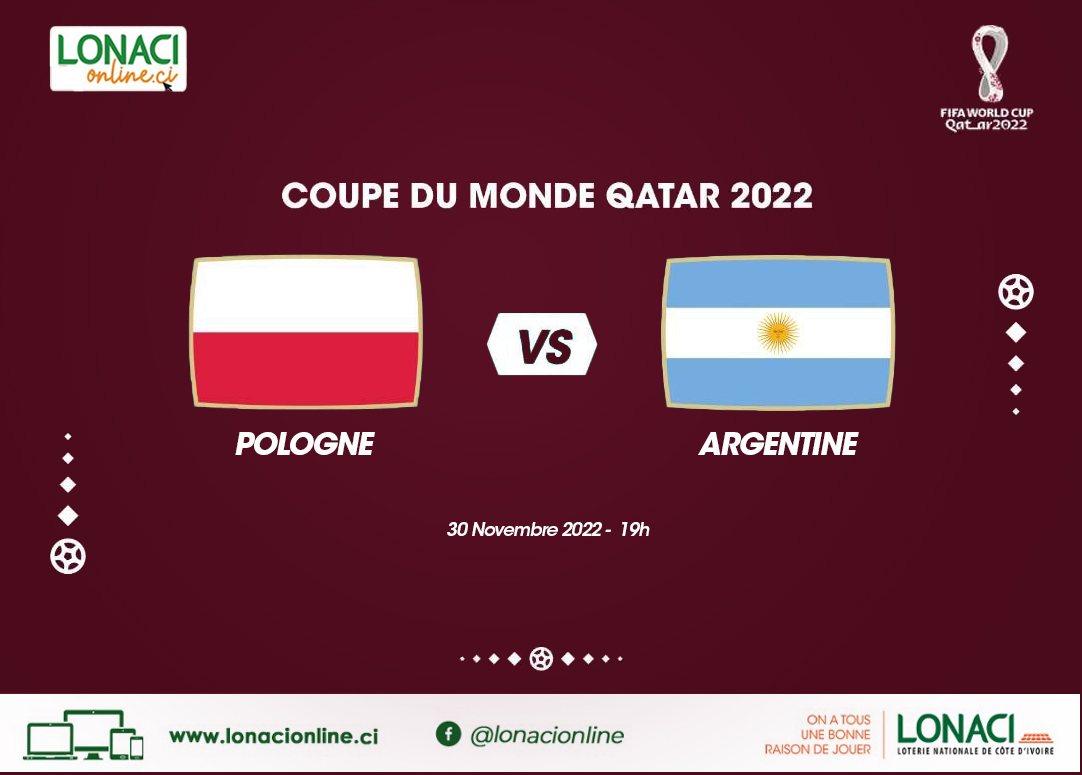 LONACI
online.ci
FIFA WORLD CUP
Qatar2022
COUPE DU MONDE QATAR 2022
VS
POLOGNE
ARGENTINE
30 Novembre 2022 - 19h
www.lonacionline.ci
@lonacionline
ON A TOUS
UNE BONNE
RAISON DE JOUER
LONACI
LOTERIE NATIONALE DE CÔTE D'IVOIRE